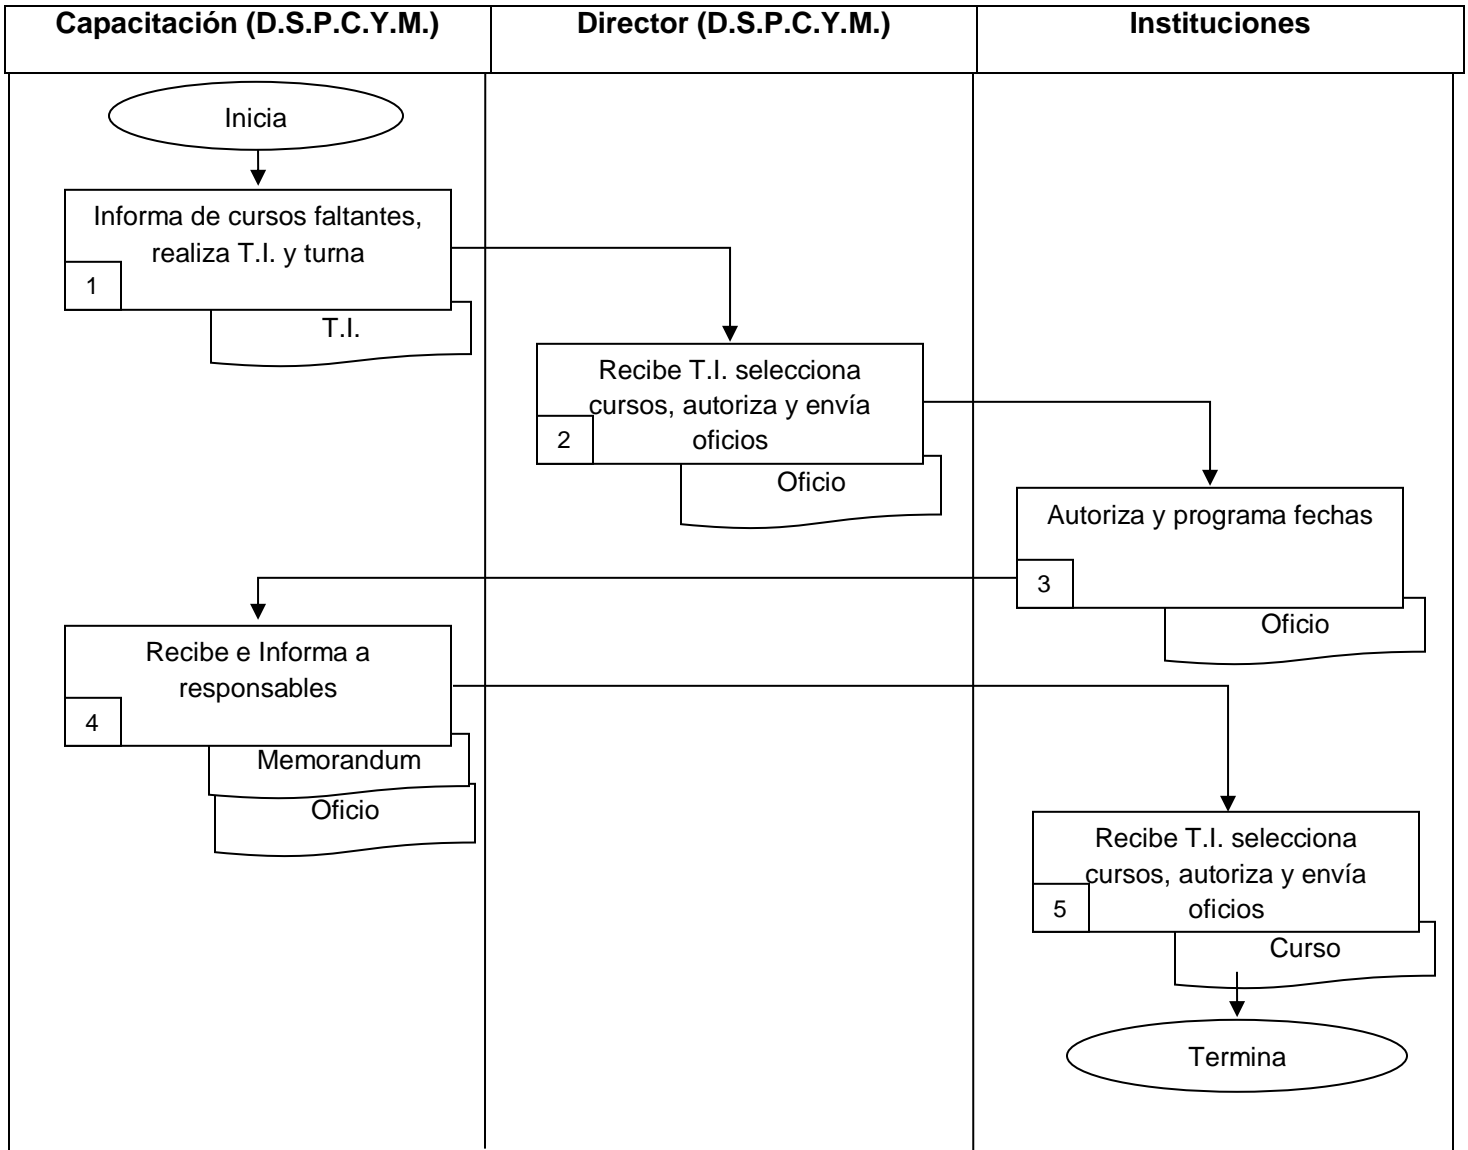 Capacitación (D.S.P.C.Y.M.)
Director (D.S.P.C.Y.M.)
Instituciones
Inicia
Informa de cursos faltantes,
realiza T.I. y turna
1
T.I.
Recibe T.I. selecciona
cursos, autoriza y envía
oficios
2
Oficio
Autoriza y programa fechas
3
Oficio
Recibe e Informa a
responsables
4
Memorandum
Oficio
Recibe T.I. selecciona
cursos, autoriza y envía
oficios
5
Curso
Termina